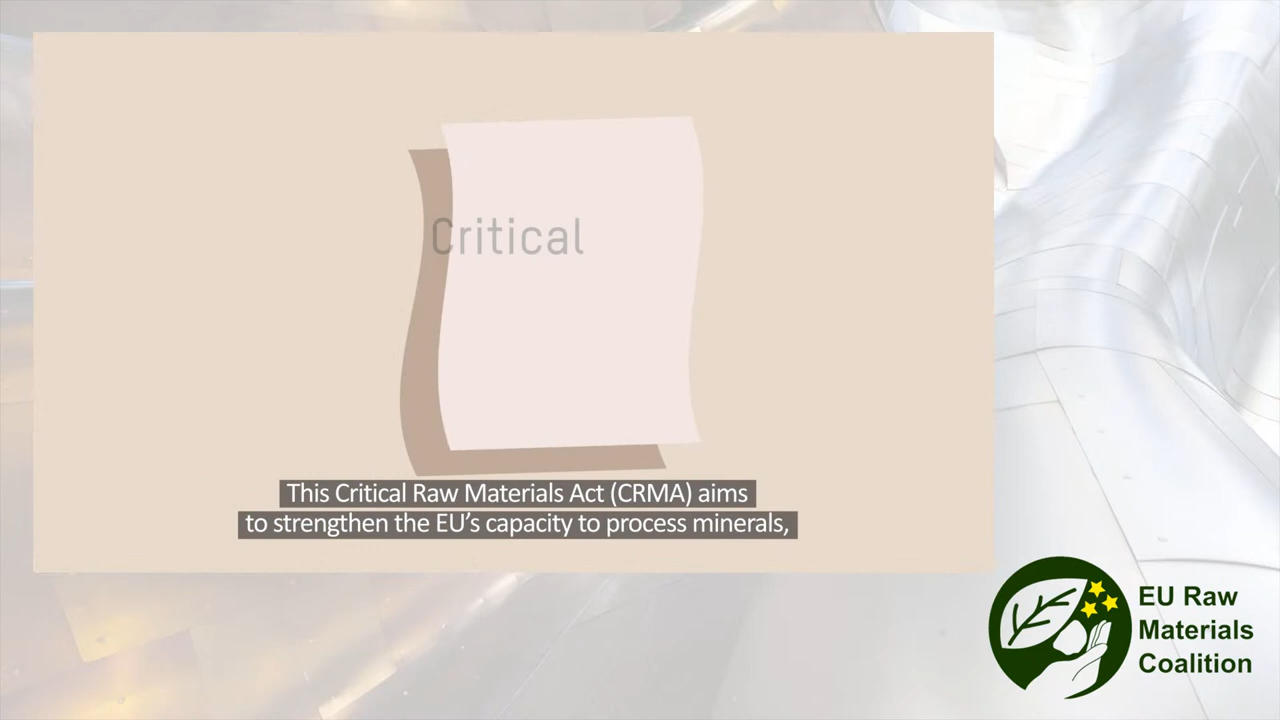 Critical
This Critical Raw Materials Act (CRMA) aims
to strengthen the EU’s capacity to process minerals,
EU Raw
Materials
Coalition